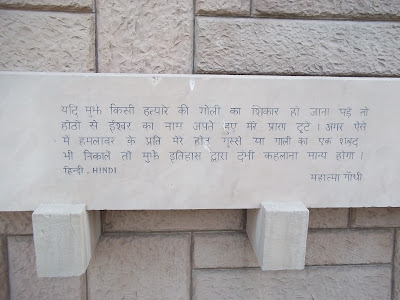 यदि मुझे किसी हत्यारे की गोली का शिकार हो जाना पड़े तो
होंठों से ईश्वर का नाम जपते हुए मेरे प्राण टूटे । अगर ऐसे
में हमलावर के प्रति मेरे होंठ गुस्से या गाली का एक शब्द
भी निकालें तो मुझे इतिहास द्वारा दंभी कहलाना मान्य होगा ।
हिन्दी. HINDI
महात्मा गाँधी